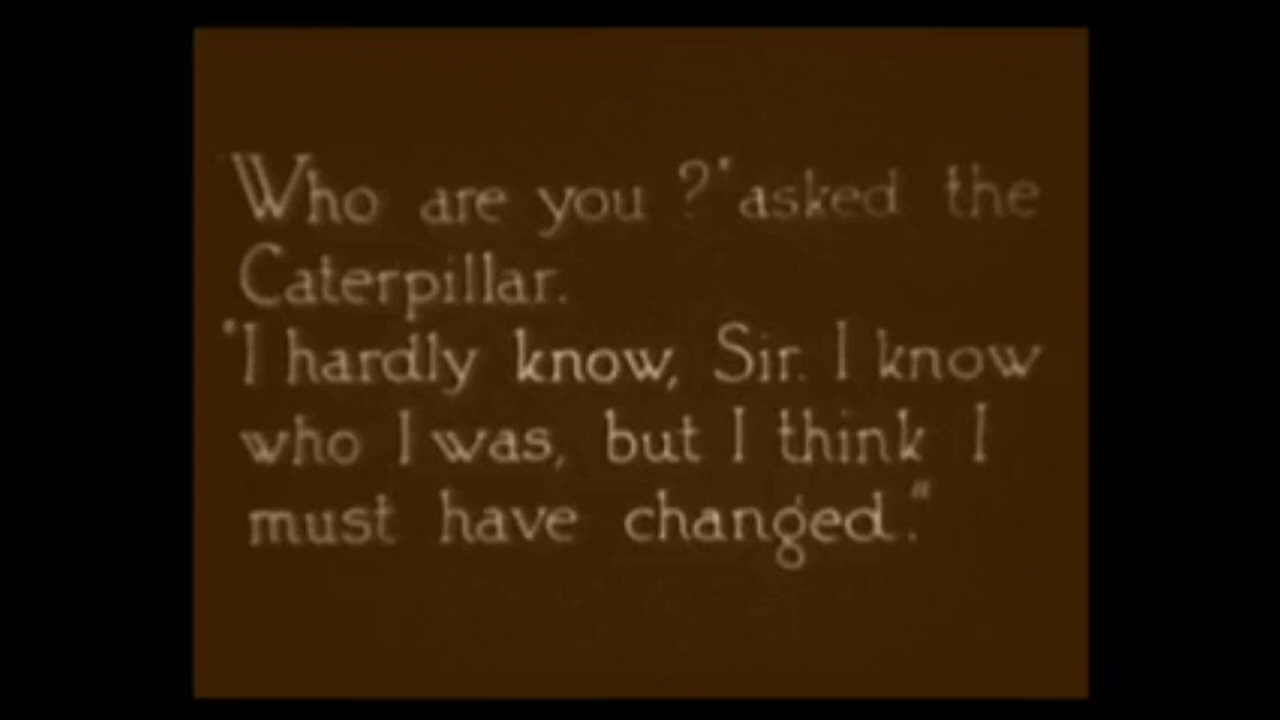 "Who are you ?" asked the
Caterpillar.
"I hardly know, Sir. I know
who I was, but I think I
must have changed."